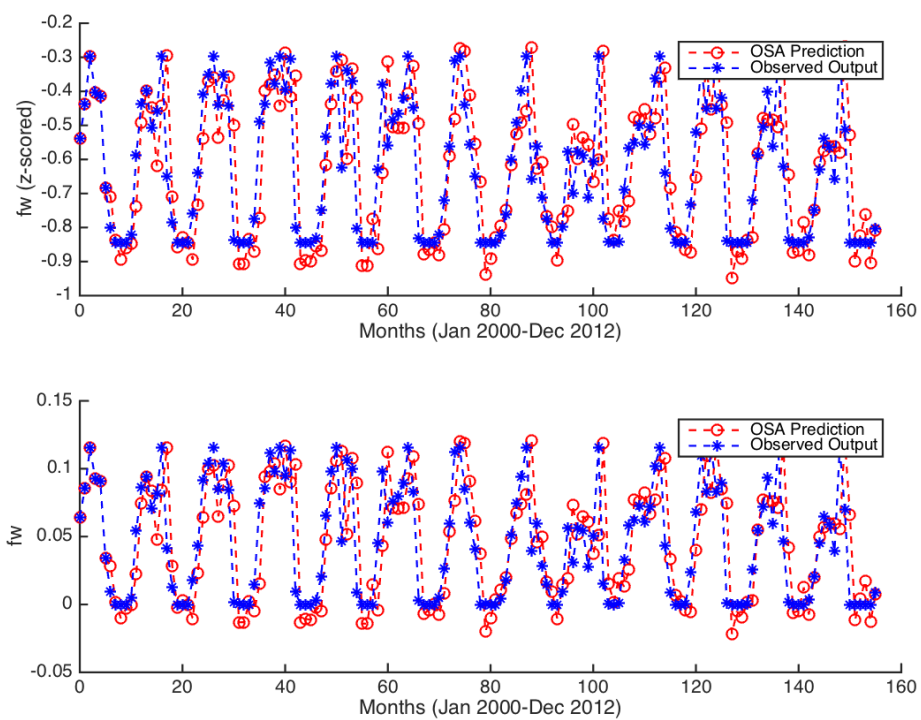 -0.2
-0.3
-0.4
-0.5
-0.6
-0.7
-0.8
-0.9
-1
fw (z-scored)
OSA Prediction
Observed Output
0 20 40 60 80 100 120 140 160
Months (Jan 2000-Dec 2012)
0.15
0.1
0.05
0
-0.05
fw
OSA Prediction
Observed Output
0 20 40 60 80 100 120 140 160
Months (Jan 2000-Dec 2012)